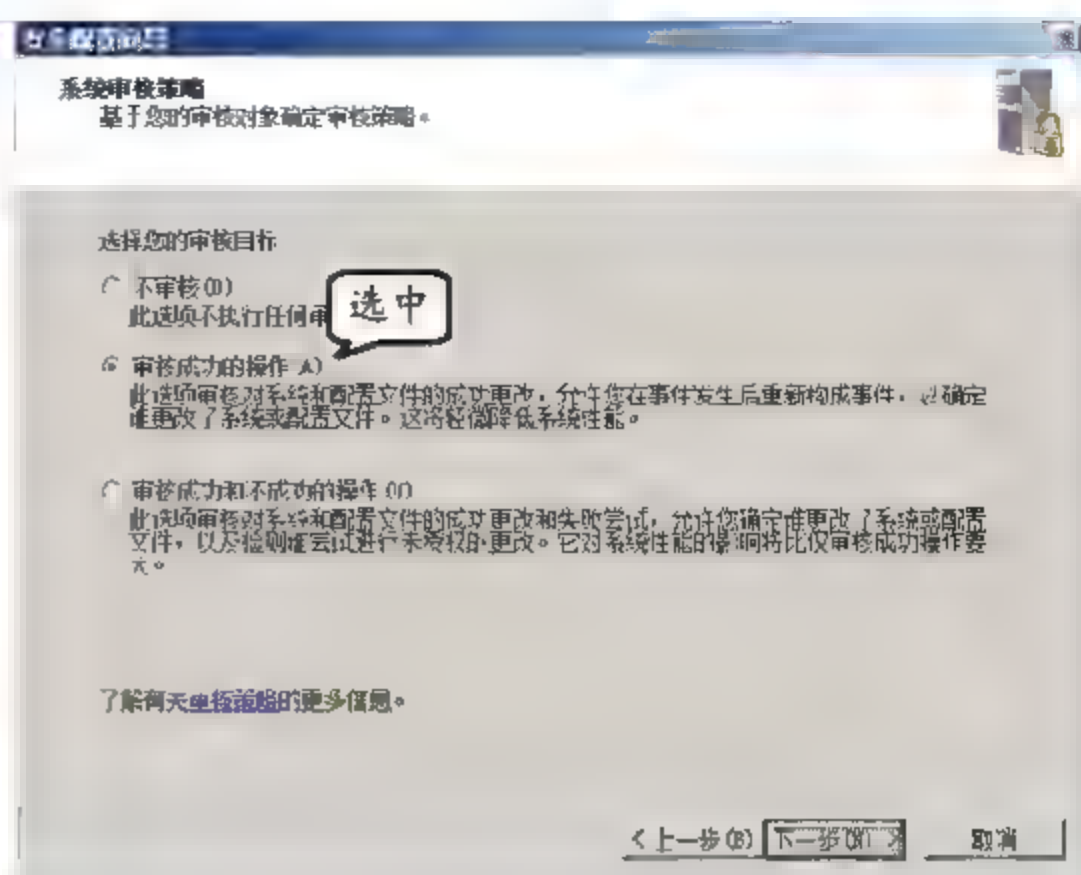 系统审核策略
基于您的审核对象确定审核策略。
选择您的审核目标
不审核(D)
此选项不执行任何审
选中
审核成功的操作(A)
此选项审核对系统和配置文件的成功更改，允许您在事件发生后重新构成事件，以确定
谁更改了系统或配置文件。这将轻微降低系统性能。
审核成功和不成功的操作
此选项审核对系统和配置文件的成功更改和失败尝试，允许您确定谁更改了系统或配置
文件，以及检测谁尝试进行未授权的更改。它对系统性能的影响将比仅审核成功操作要
大。
了解有关审核策略的更多信息。
< 上一步(B) 下一步(N) > 取消